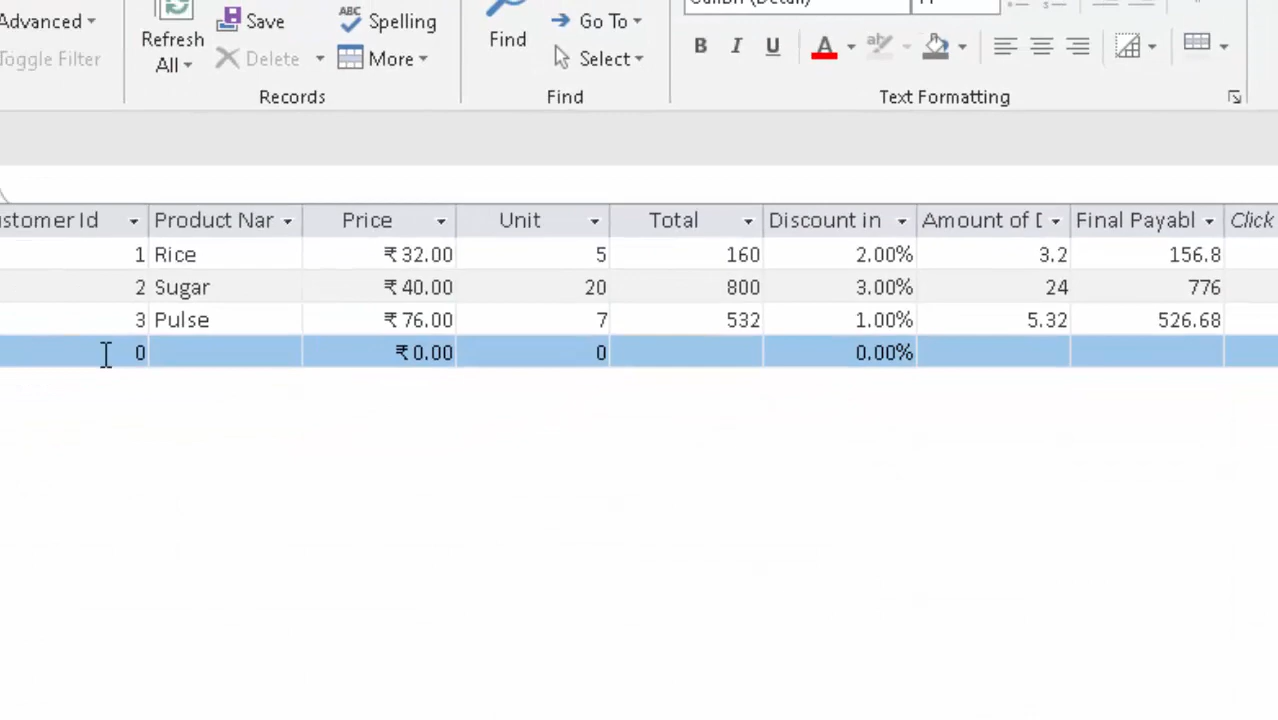 Advanced Save ABC Spelling Go To
Toggle Filter Refresh All Delete More Find Select B I U A ab
Records Find Text Formatting
ustomer Id Product Nar Price Unit Total Discount in Amount of D Final Payabl Click
1 Rice ₹ 32.00 5 160 2.00% 3.2 156.8
2 Sugar ₹ 40.00 20 800 3.00% 24 776
3 Pulse ₹ 76.00 7 532 1.00% 5.32 526.68
0 ₹ 0.00 0 0.00%